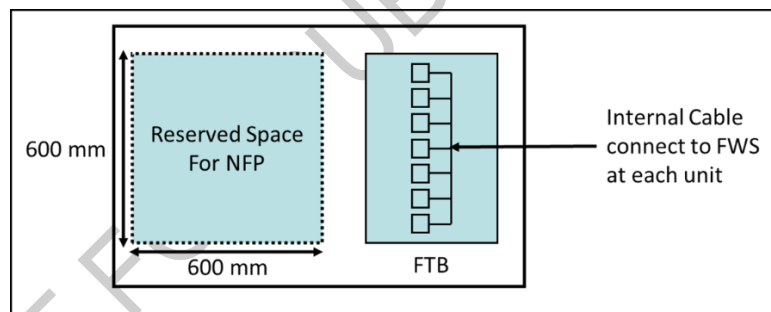 Reserved Space
For NFP
600 mm
600 mm
FTB
Internal Cable
connect to FWS
at each unit